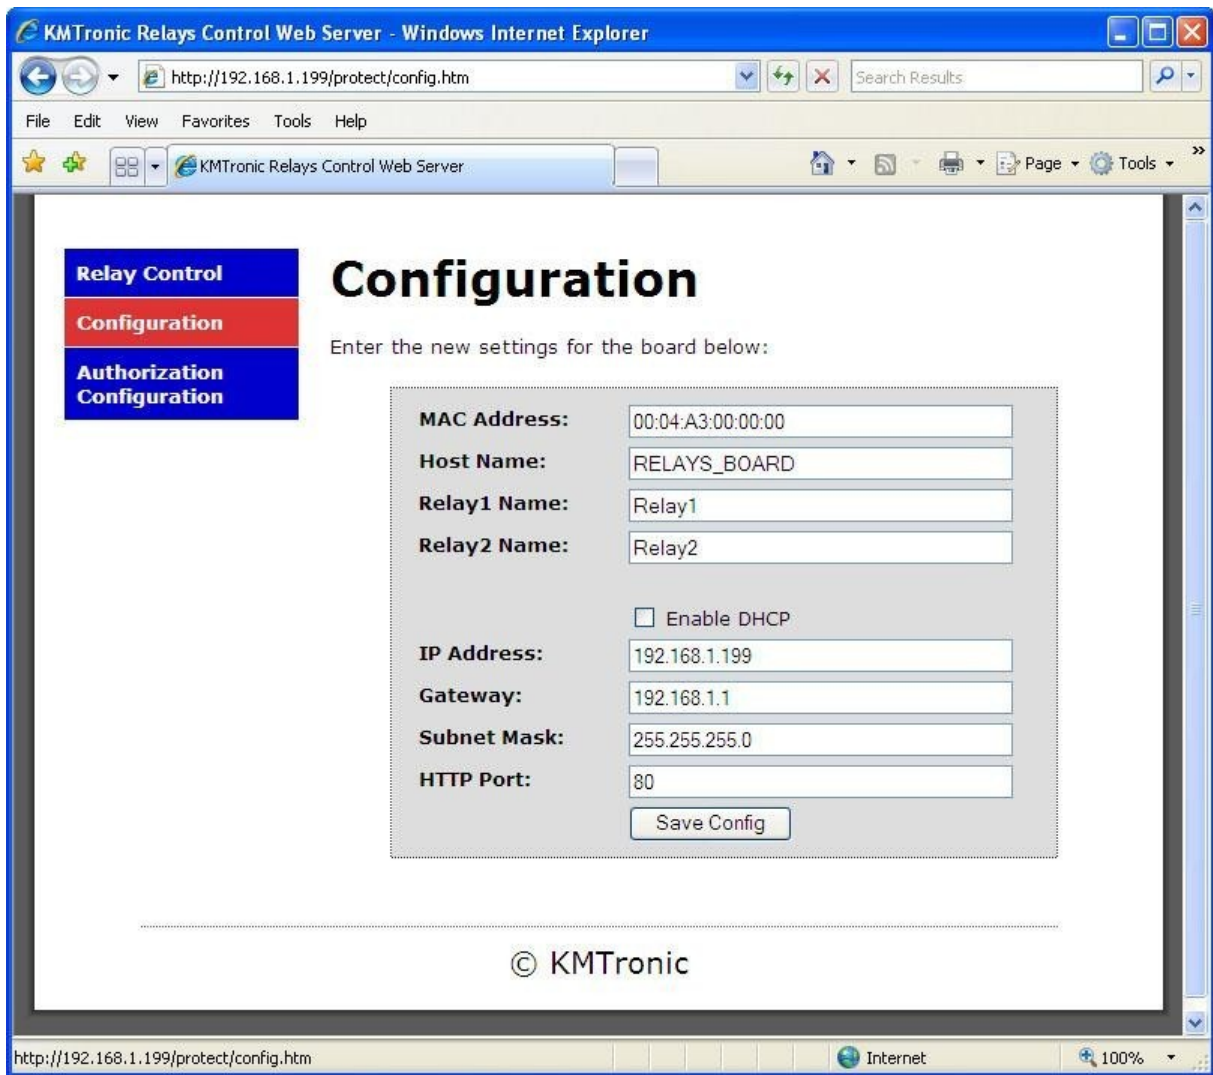 KMTronic Relays Control Web Server - Windows Internet Explorer
http://192.168.1.199/protect/config.htm
Search Results
File Edit View Favorites Tools Help
KMTronic Relays Control Web Server
Page Tools »
Relay Control
Configuration
Authorization
Configuration
Configuration
Enter the new settings for the board below:
MAC Address: 00:04:A3:00:00:00
Host Name: RELAYS_BOARD
Relay1 Name: Relay1
Relay2 Name: Relay2
Enable DHCP
IP Address: 192.168.1.199
Gateway: 192.168.1.1
Subnet Mask: 255.255.255.0
HTTP Port: 80
Save Config
© KMTronic
http://192.168.1.199/protect/config.htm Internet 100%